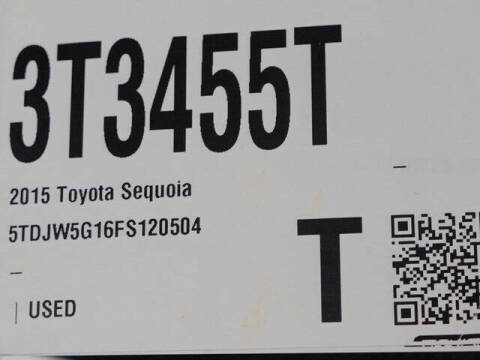 3T3455T
2015 Toyota Sequoia
5TDJW5G16FS120504
–
–
| USED
T